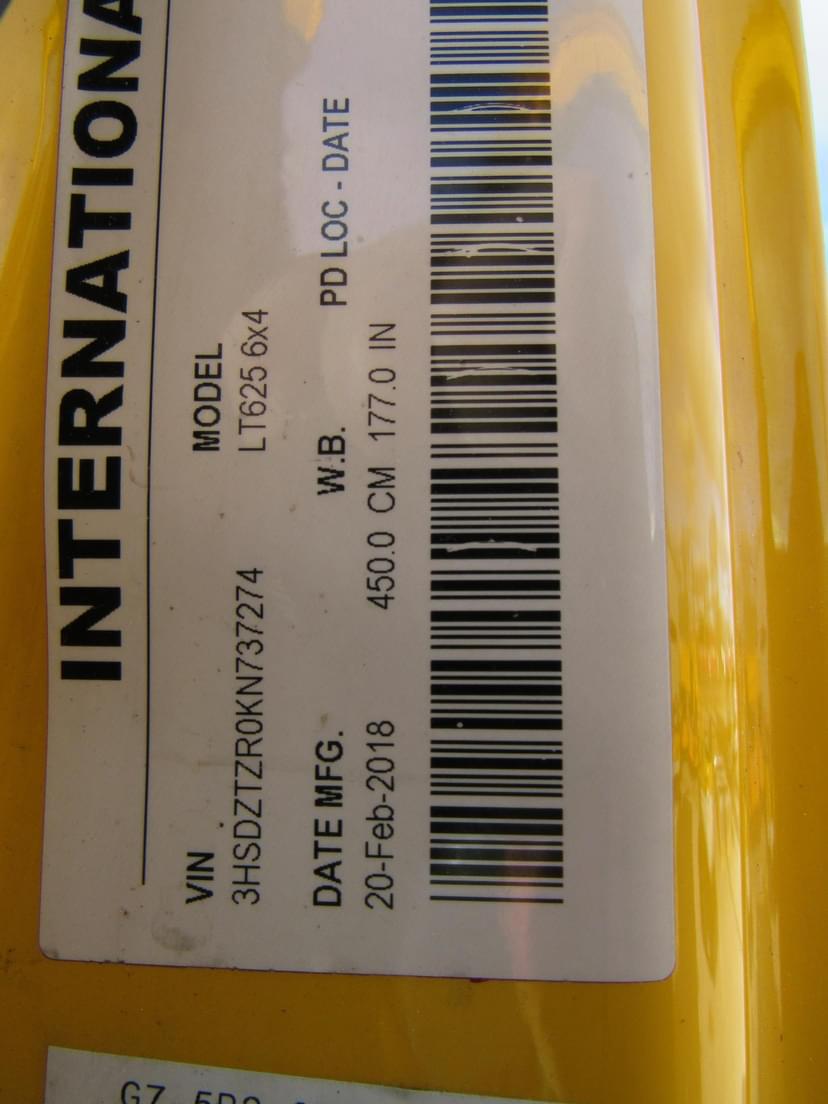 INTERNATIONA
VIN MODEL
3HSDZTZR0KN737274 LT625 6x4
DATE MFG. W.B. PD LOC - DATE
20-Feb-2018 450.0 CM 177.0 IN